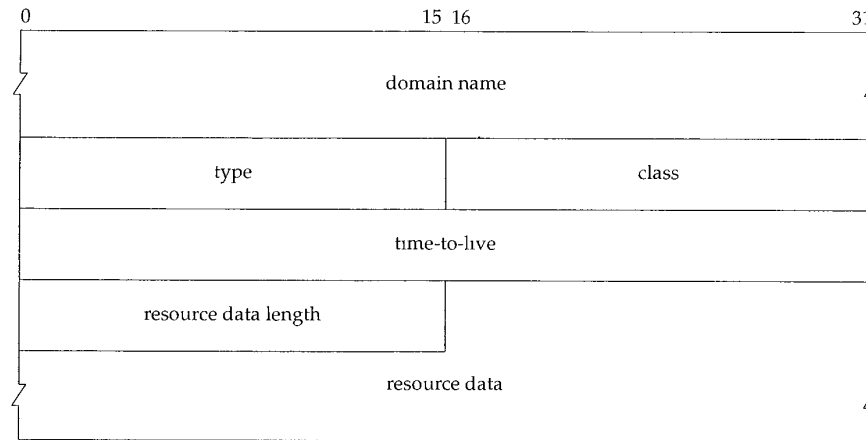 0 15 16 31
domain name
type class
time-to-live
resource data length
resource data